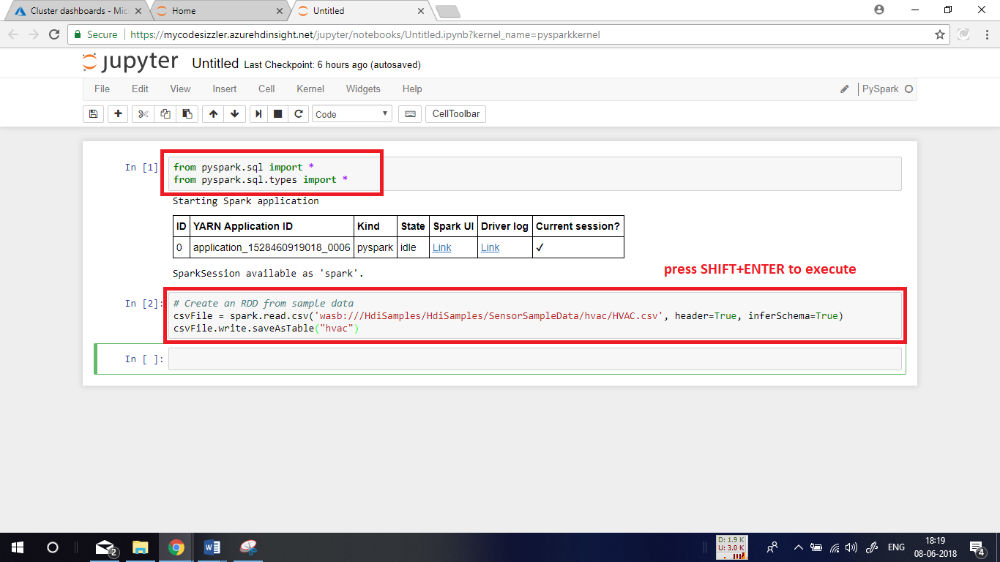 Cluster dashboards - Mic
Home
Untitled
Secure
https://mycodesizzler.azurehdinsight.net/jupyter/notebooks/Untitled.ipynb?kernel_name=pysparkkernel
jupyter Untitled Last Checkpoint: 6 hours ago (autosaved)
File Edit View Insert Cell Kernel Widgets Help PySpark
Code CellToolbar
In [1]: from pyspark.sql import *
from pyspark.sql.types import *
Starting Spark application
ID YARN Application ID Kind State Spark UI Driver log Current session?
0 application_1528460919018_0006 pyspark idle Link Link ✓
SparkSession available as 'spark'.
press SHIFT+ENTER to execute
In [2]: # Create an RDD from sample data
csvFile = spark.read.csv('wasb:///HdiSamples/HdiSamples/SensorSampleData/hvac/HVAC.csv', header=True, inferSchema=True)
csvFile.write.saveAsTable("hvac")
In [ ]:
2
D: 1.9 K
U: 3.0 K
ENG
18:19
08-06-2018
4